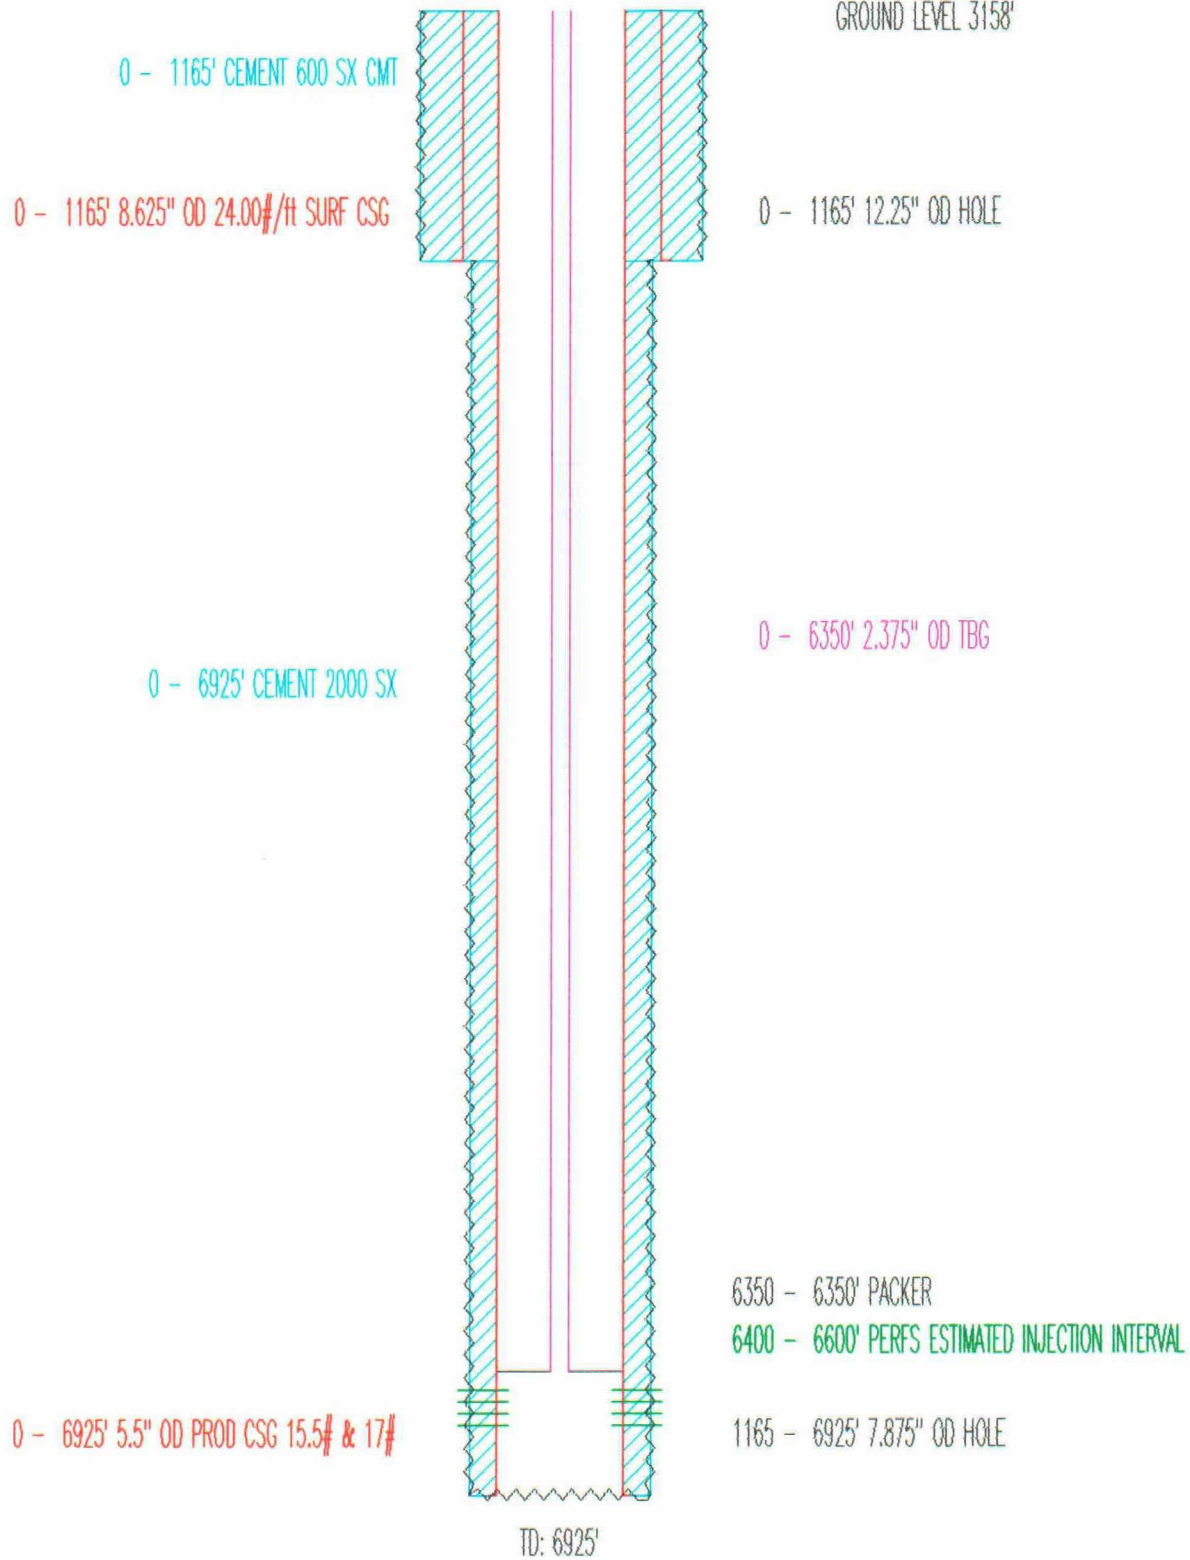 GROUND LEVEL 3158'
0 - 1165' CEMENT 600 SX CMT
0 - 1165' 8.625" OD 24.00#/ft SURF CSG
0 - 1165' 12.25" OD HOLE
0 - 6350' 2.375" OD TBG
0 - 6925' CEMENT 2000 SX
6350 - 6350' PACKER
6400 - 6600' PERFS ESTIMATED INJECTION INTERVAL
0 - 6925' 5.5" OD PROD CSG 15.5# & 17#
1165 - 6925' 7.875" OD HOLE
TD: 6925'